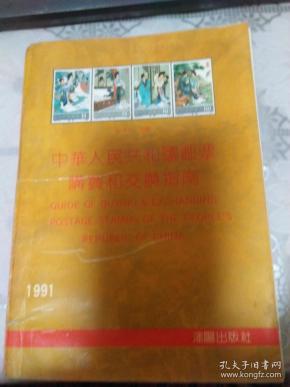 中華人民共和國郵票
購買和交換指南
GUIDE OF BUYING & EXCHANGING
POSTAGE STAMPS OF THE PEOPLE'S
REPUBLIC OF CHINA
1991
出版社
孔夫子旧书网